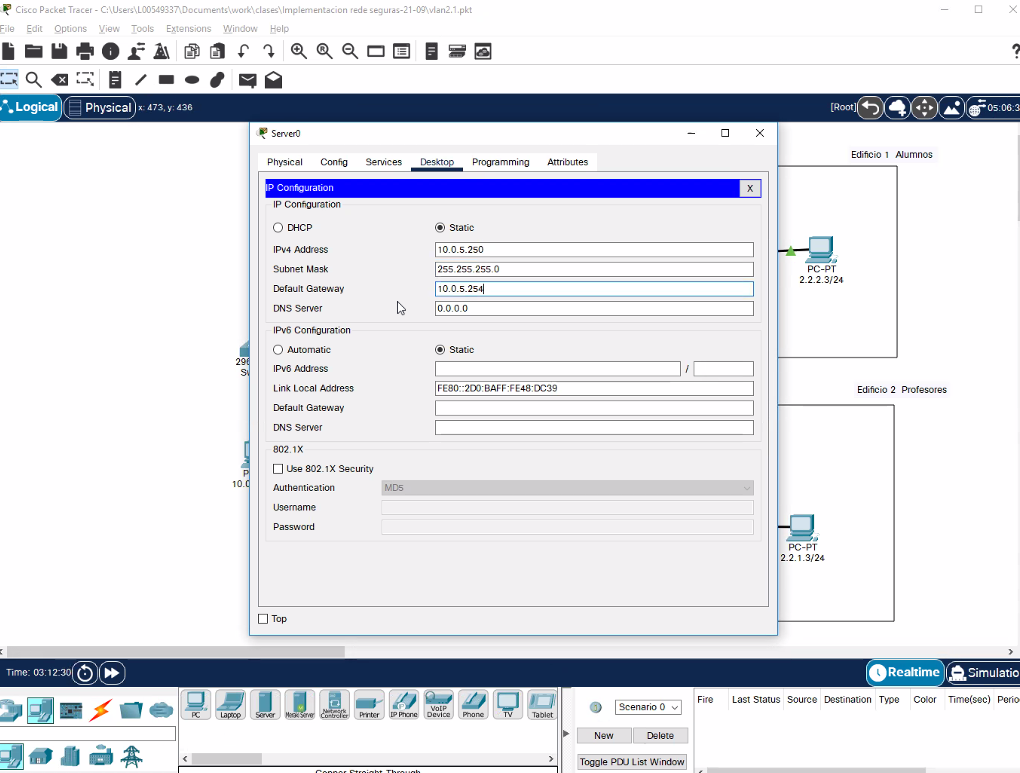 Cisco Packet Tracer - C:\Users\L00549337\Documents\work\clases\Implementacion rede seguras-21-09\vlan2.1.pkt
File Edit Options View Tools Extensions Window Help
?
Logical Physical x: 473, y: 436 [Root] 05:06:3
Server0
Edificio 1 Alumnos
Physical Config Services Desktop Programming Attributes
IP Configuration X
IP Configuration
DHCP Static
IPv4 Address 10.0.5.250
Subnet Mask 255.255.255.0
Default Gateway 10.0.5.254
DNS Server 0.0.0.0
PC-PT
2.2.2.3/24
IPv6 Configuration
Automatic Static
IPv6 Address /
Link Local Address FE80::2D0:BAFF:FE48:DC39
Default Gateway
DNS Server
296
Sw
Edificio 2 Profesores
802.1X
Use 802.1X Security
Authentication MD5
Username
Password
P
10.0
PC-PT
2.2.1.3/24
Top
Time: 03:12:30 Realtime Simulatio
PC Laptop Server Meraki Server Network Controller Printer IP Phone VoIP Device Phone TV Tablet
Scenario 0
New Delete
Toggle PDU List Window
Fire Last Status Source Destination Type Color Time(sec) Perio
Copper Straight-Through